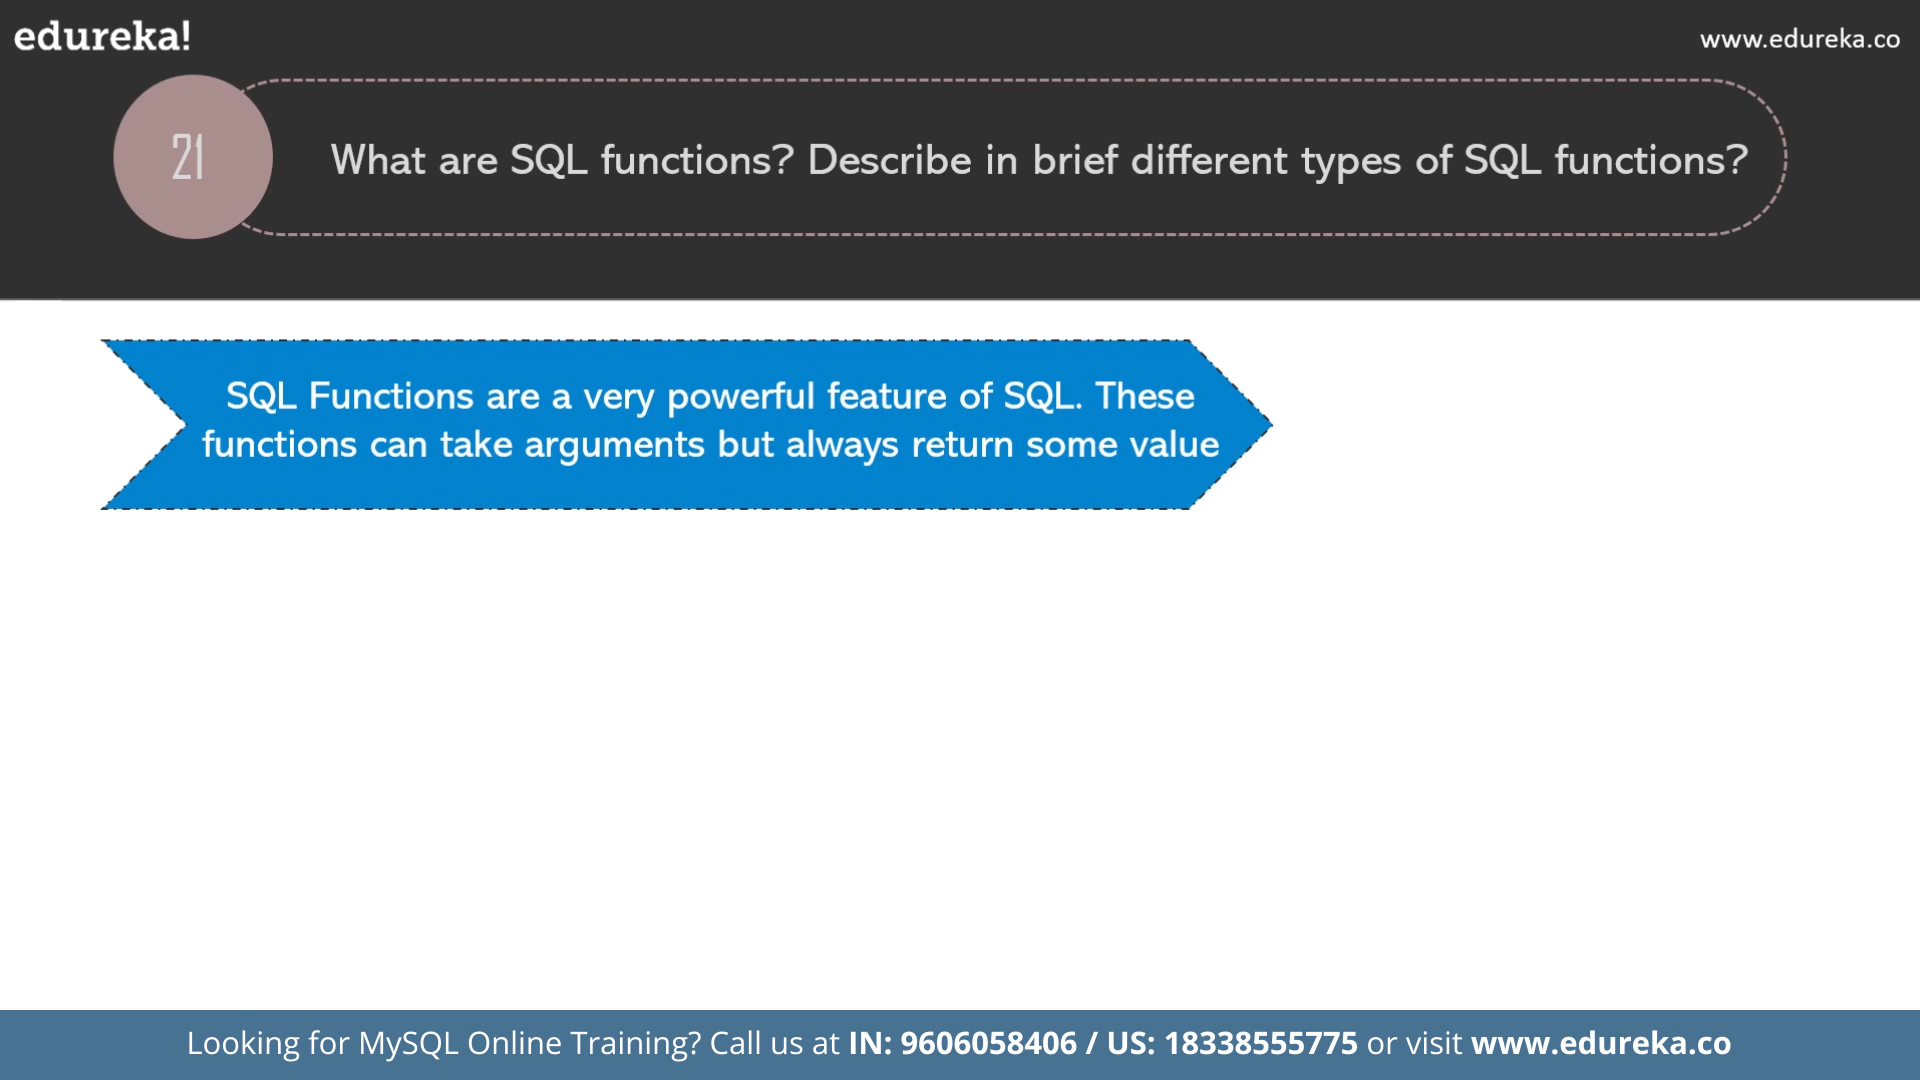 edureka!
www.edureka.co
21
What are SQL functions? Describe in brief different types of SQL functions?
SQL Functions are a very powerful feature of SQL. These
functions can take arguments but always return some value
Looking for MySQL Online Training? Call us at IN: 9606058406 / US: 18338555775 or visit www.edureka.co